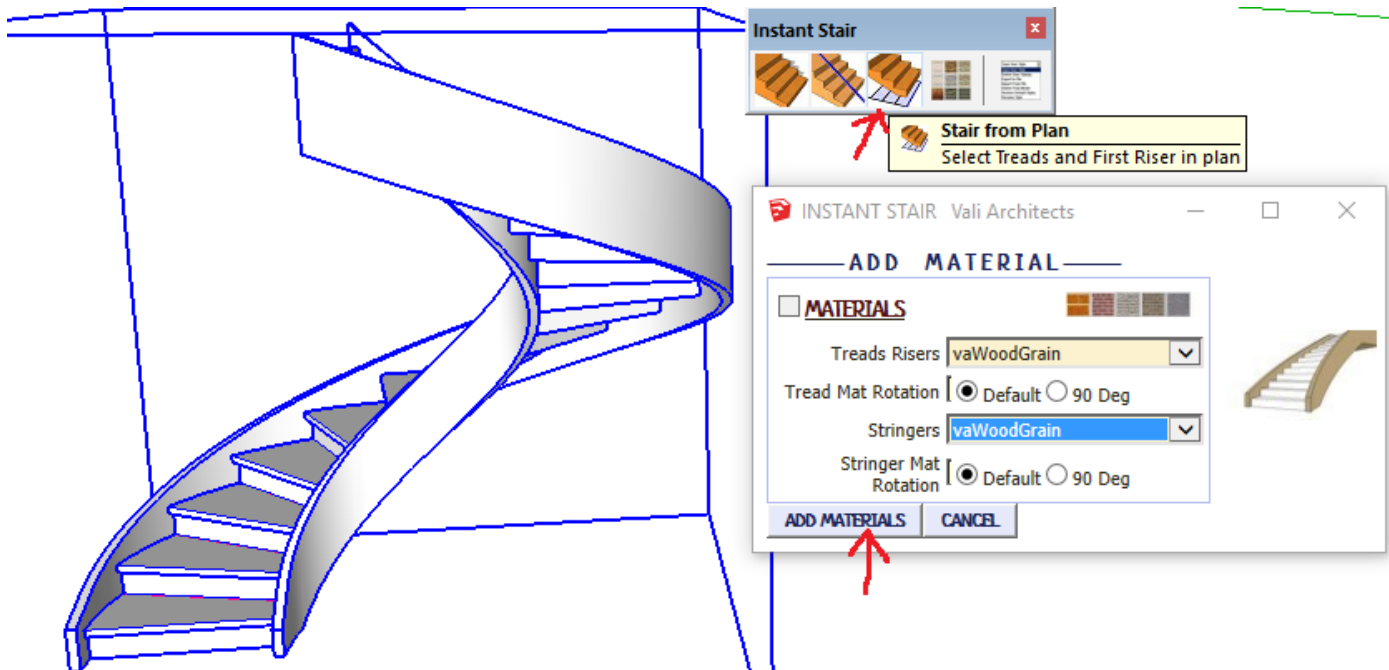 Instant Stair
Stair from Plan
Select Treads and First Riser in plan
INSTANT STAIR Vali Architects
ADD MATERIAL
MATERIALS
Treads Risers vaWoodGrain
Tread Mat Rotation Default 90 Deg
Stringers vaWoodGrain
Stringer Mat
Rotation Default 90 Deg
ADD MATERIALS CANCEL